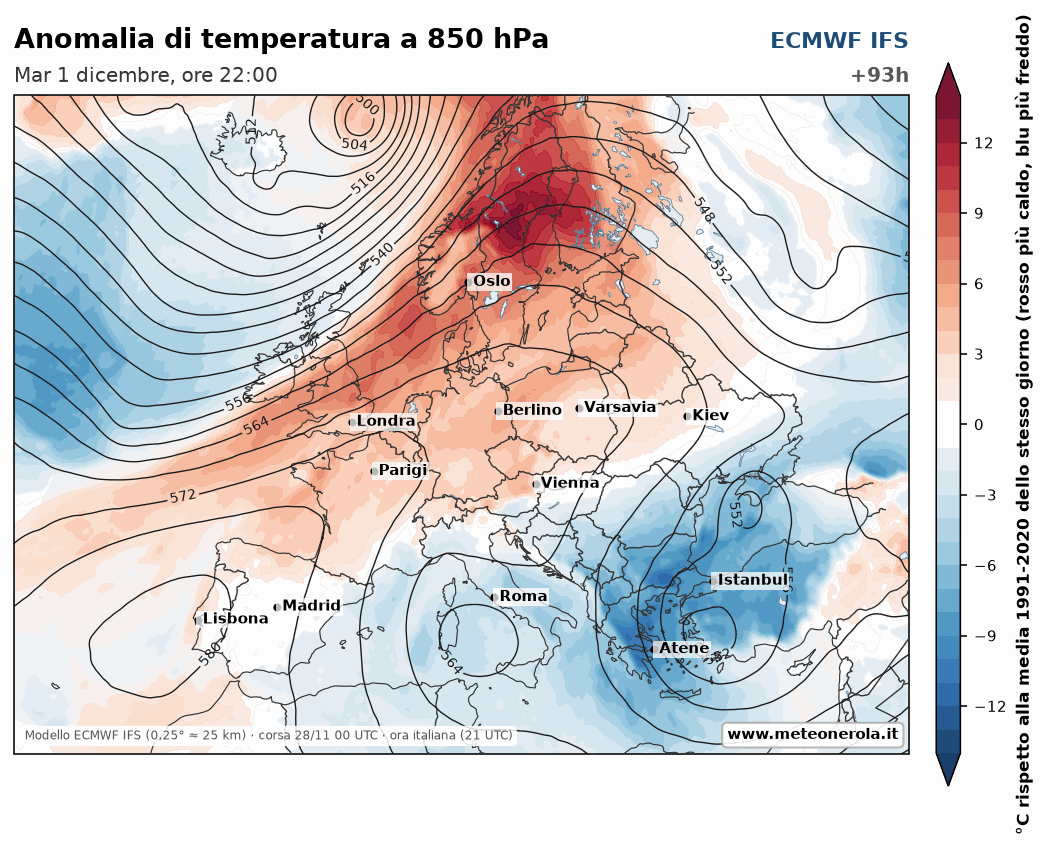 Anomalia di temperatura a 850 hPa
ECMWF IFS
Mar 1 dicembre, ore 22:00
+93h
500
512
504
516
548
540
552
Oslo
556
Berlino
Varsavia
Kiev
Londra
564
Parigi
Vienna
572
552
Istanbul
Roma
Madrid
Lisbona
Atene
580
564
Modello ECMWF IFS (0,25° ≈ 25 km) · corsa 28/11 00 UTC · ora italiana (21 UTC)
www.meteonerola.it
12
9
6
3
0
−3
−6
−9
−12
°C rispetto alla media 1991-2020 dello stesso giorno (rosso più caldo, blu più freddo)